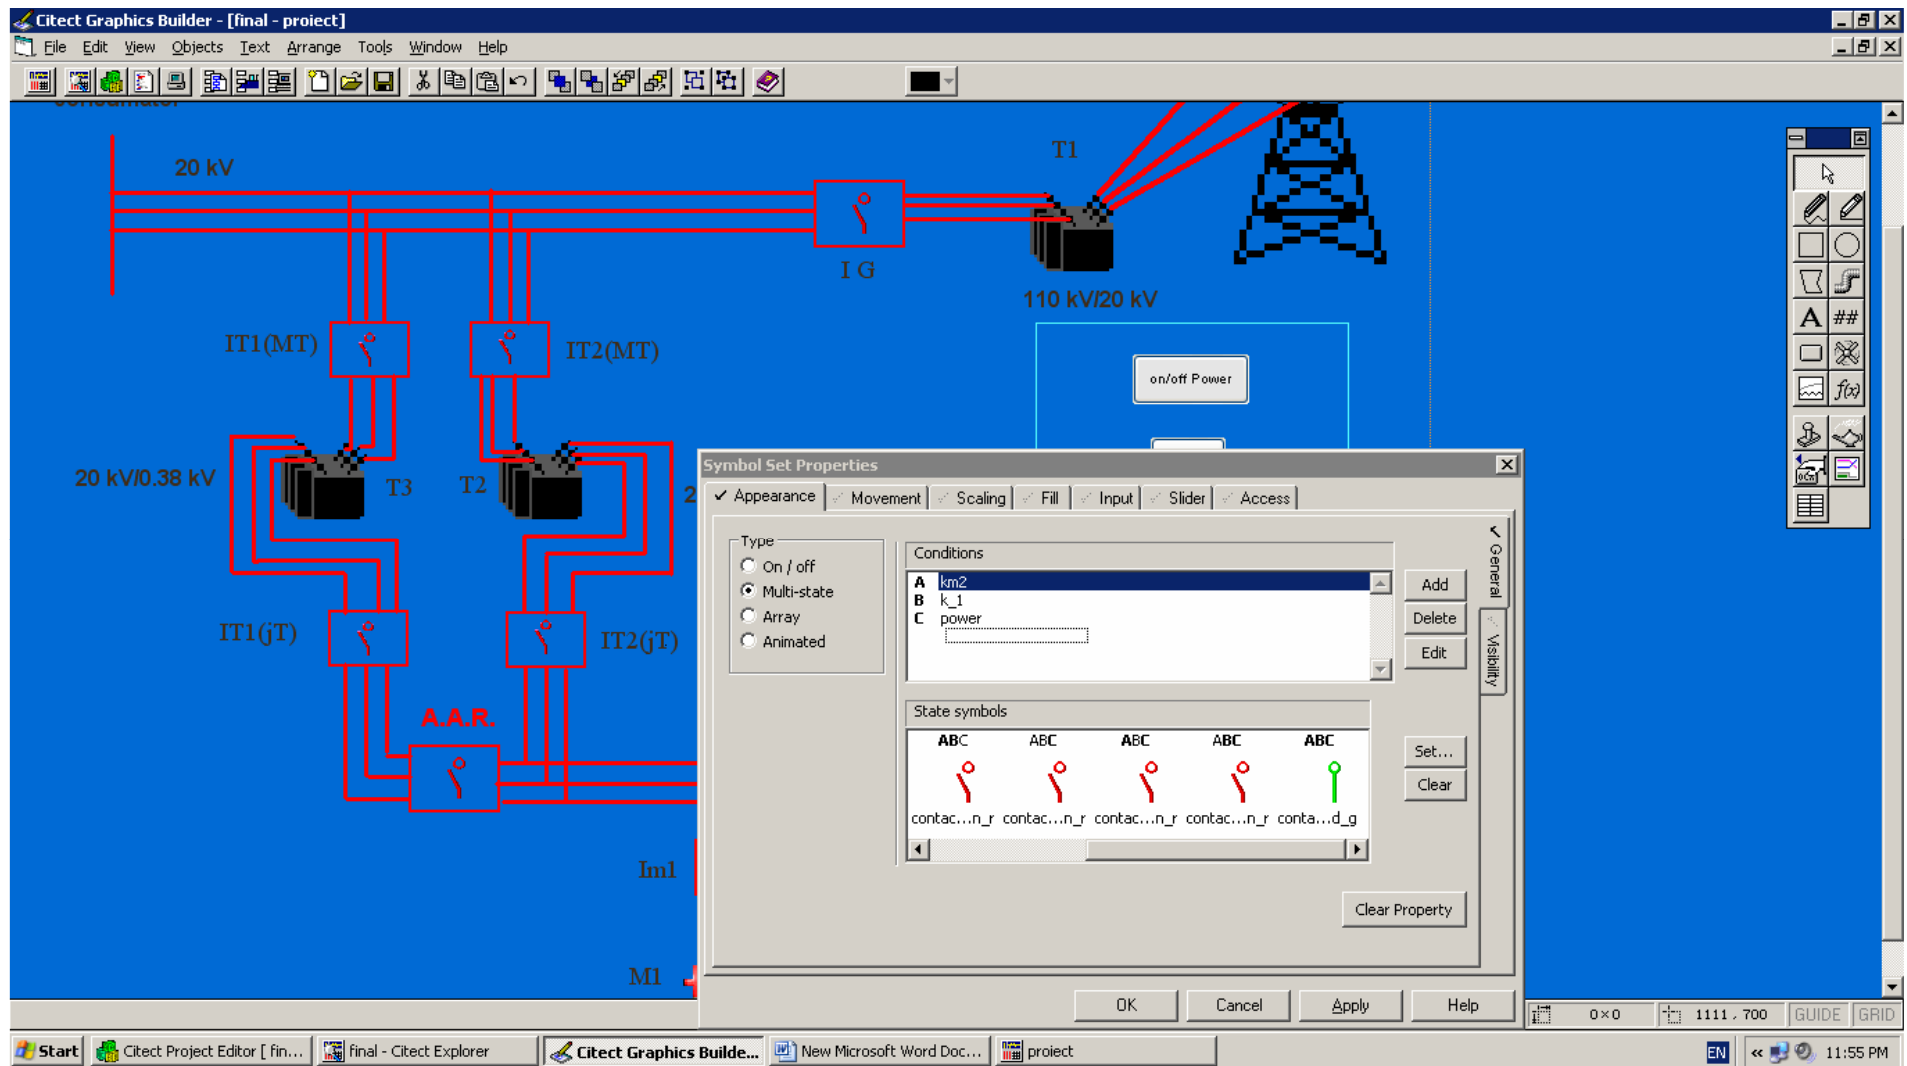 Citect Graphics Builder - [final - proiect]
File Edit View Objects Text Arrange Tools Window Help
20 kV
T1
I G
110 kV/20 kV
IT1(MT)
IT2(MT)
on/off Power
20 kV/0.38 kV
T3
T2
2
IT1(jT)
IT2(jT)
A.A.R.
Im1
M1
A
##
f(x)
Symbol Set Properties
Appearance Movement Scaling Fill Input Slider Access
Type
On / off
Multi-state
Array
Animated
Conditions
A km2
B k_1
C power
Add
Delete
Edit
General
Visibility
State symbols
ABC ABC ABC ABC ABC
contac...n_r contac...n_r contac...n_r contac...n_r conta...d_g
Set...
Clear
Clear Property
OK Cancel Apply Help
0×0 1111 , 700 GUIDE GRID
Start Citect Project Editor [ fin... final - Citect Explorer Citect Graphics Builde... New Microsoft Word Doc... proiect EN « 11:55 PM